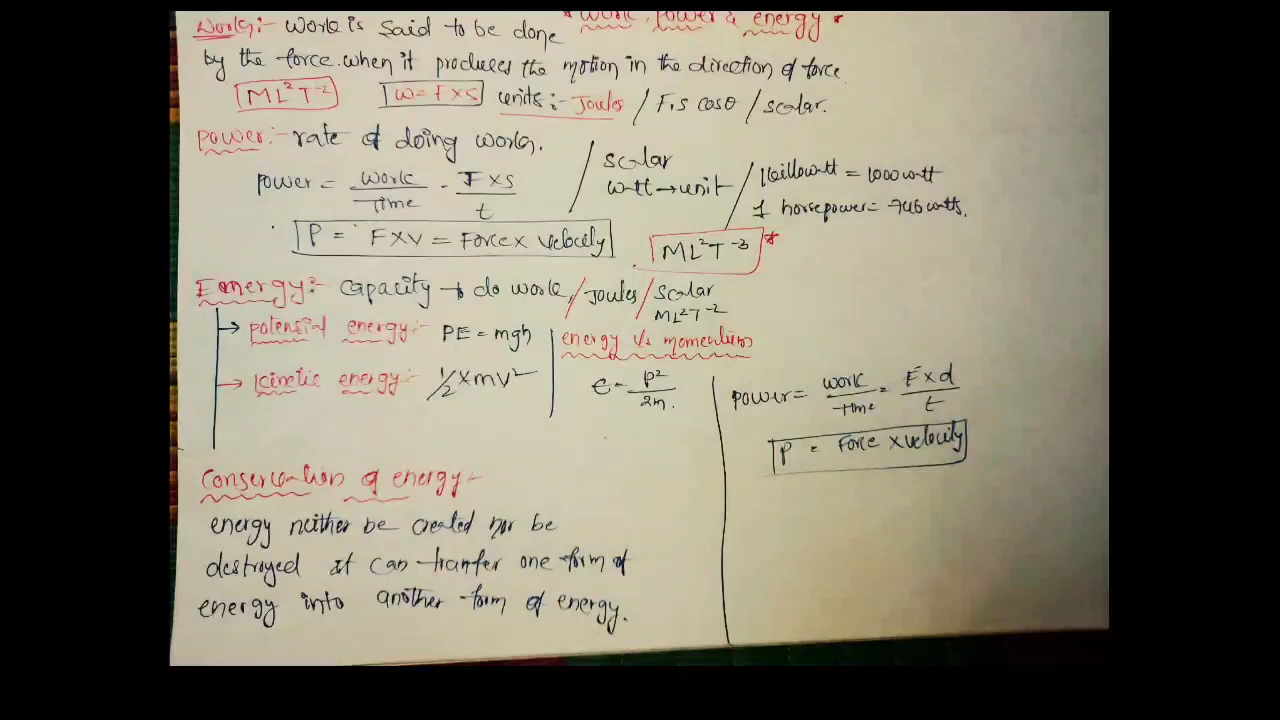 * Work, power & energy *
Work:- work is said to be done
by the force. when it produces the motion in the direction of force.
ML²T⁻² W = F×S units:- Joules / F.S cosθ / scalar.
power:- rate of doing work.
power = work/Time = F×S/t / scalar watt → unit / 1killowatt = 1000 watt
1 horsepower = 746 watts.
P = F×V = Force × velocity ML²T⁻³ *
Energy:- capacity to do work / Joules / scalar
ML²T⁻²
→ potensial energy:- PE = mgh
→ kinetic energy:- 1/2 × mv²
energy v/s momentum
E = p²/2m.
power = work/Time = F×d/t
P = Force × velocity
Conservation of energy:-
energy neither be created nor be
destroyed it can tranfer one form of
energy into another form of energy.